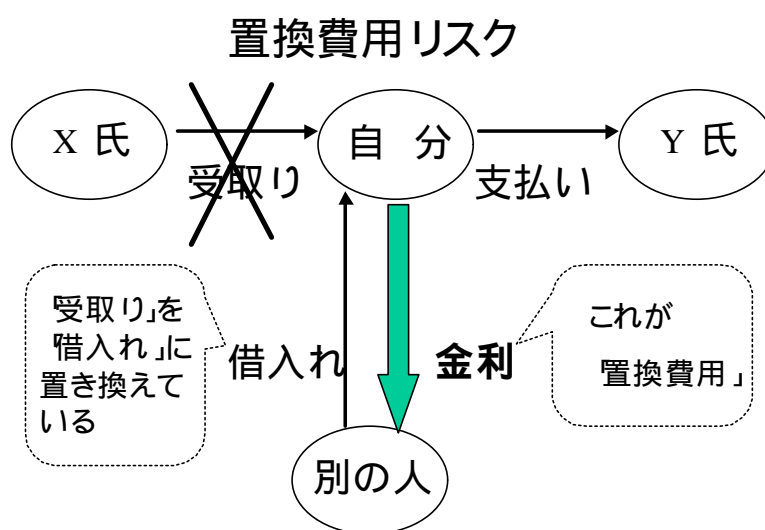 置換費用リスク
X 氏
自 分
Y 氏
受取り
支払い
「受取り」を
「借入れ」に
置き換えて
いる
借入れ
金利
これが
「置換費用」
別の人